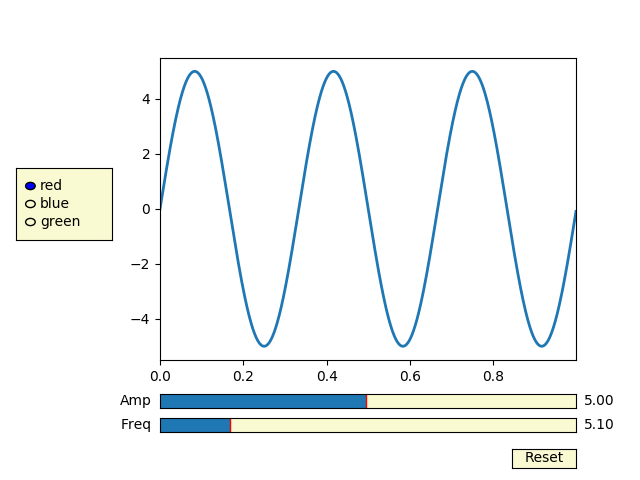 4
2
0
−2
−4
red
blue
green
0.0 0.2 0.4 0.6 0.8
Amp 5.00
Freq 5.10
Reset